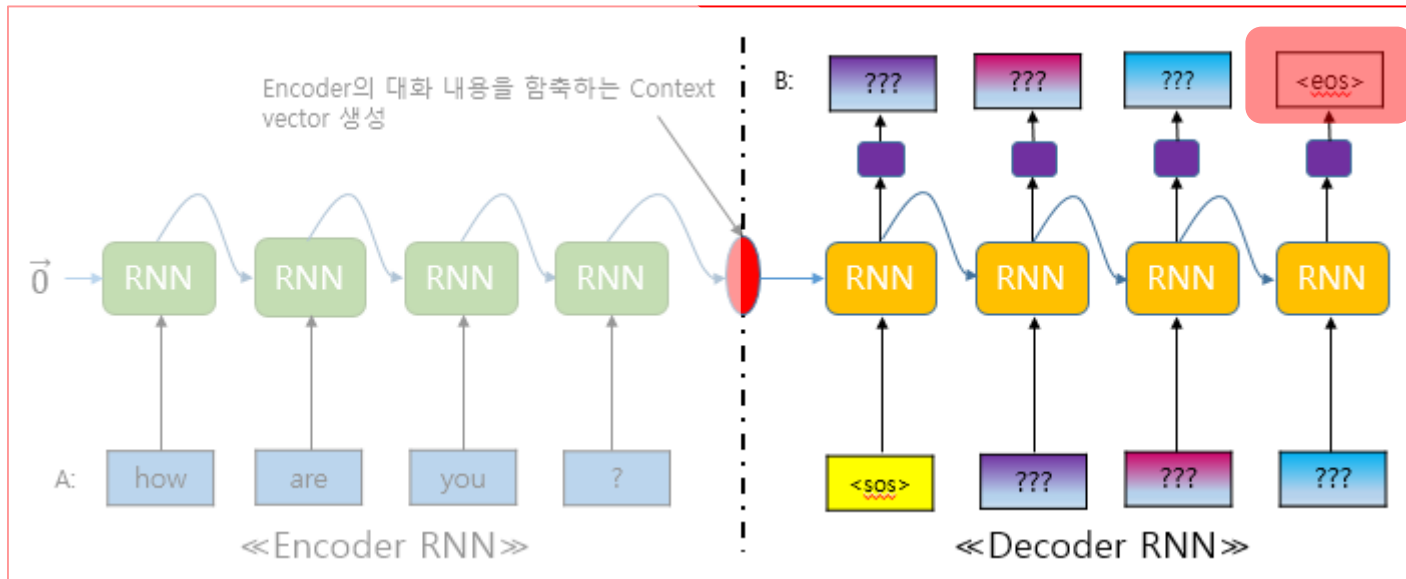 Encoder의 대화 내용을 함축하는 Context
vector 생성
B: ??? ??? ??? <eos>
0 RNN RNN RNN RNN RNN RNN RNN RNN
A: how are you ? <sos> ??? ??? ???
≪Encoder RNN≫ ≪Decoder RNN≫